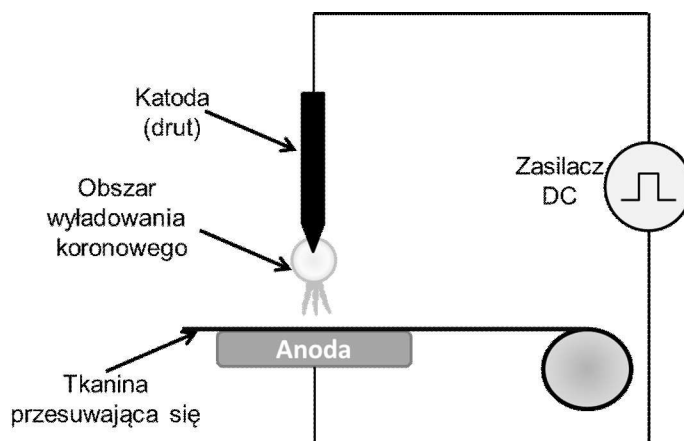 Katoda
(drut)
Obszar
wyładowania
koronowego
Zasilacz
DC
Anoda
Tkanina
przesuwająca się